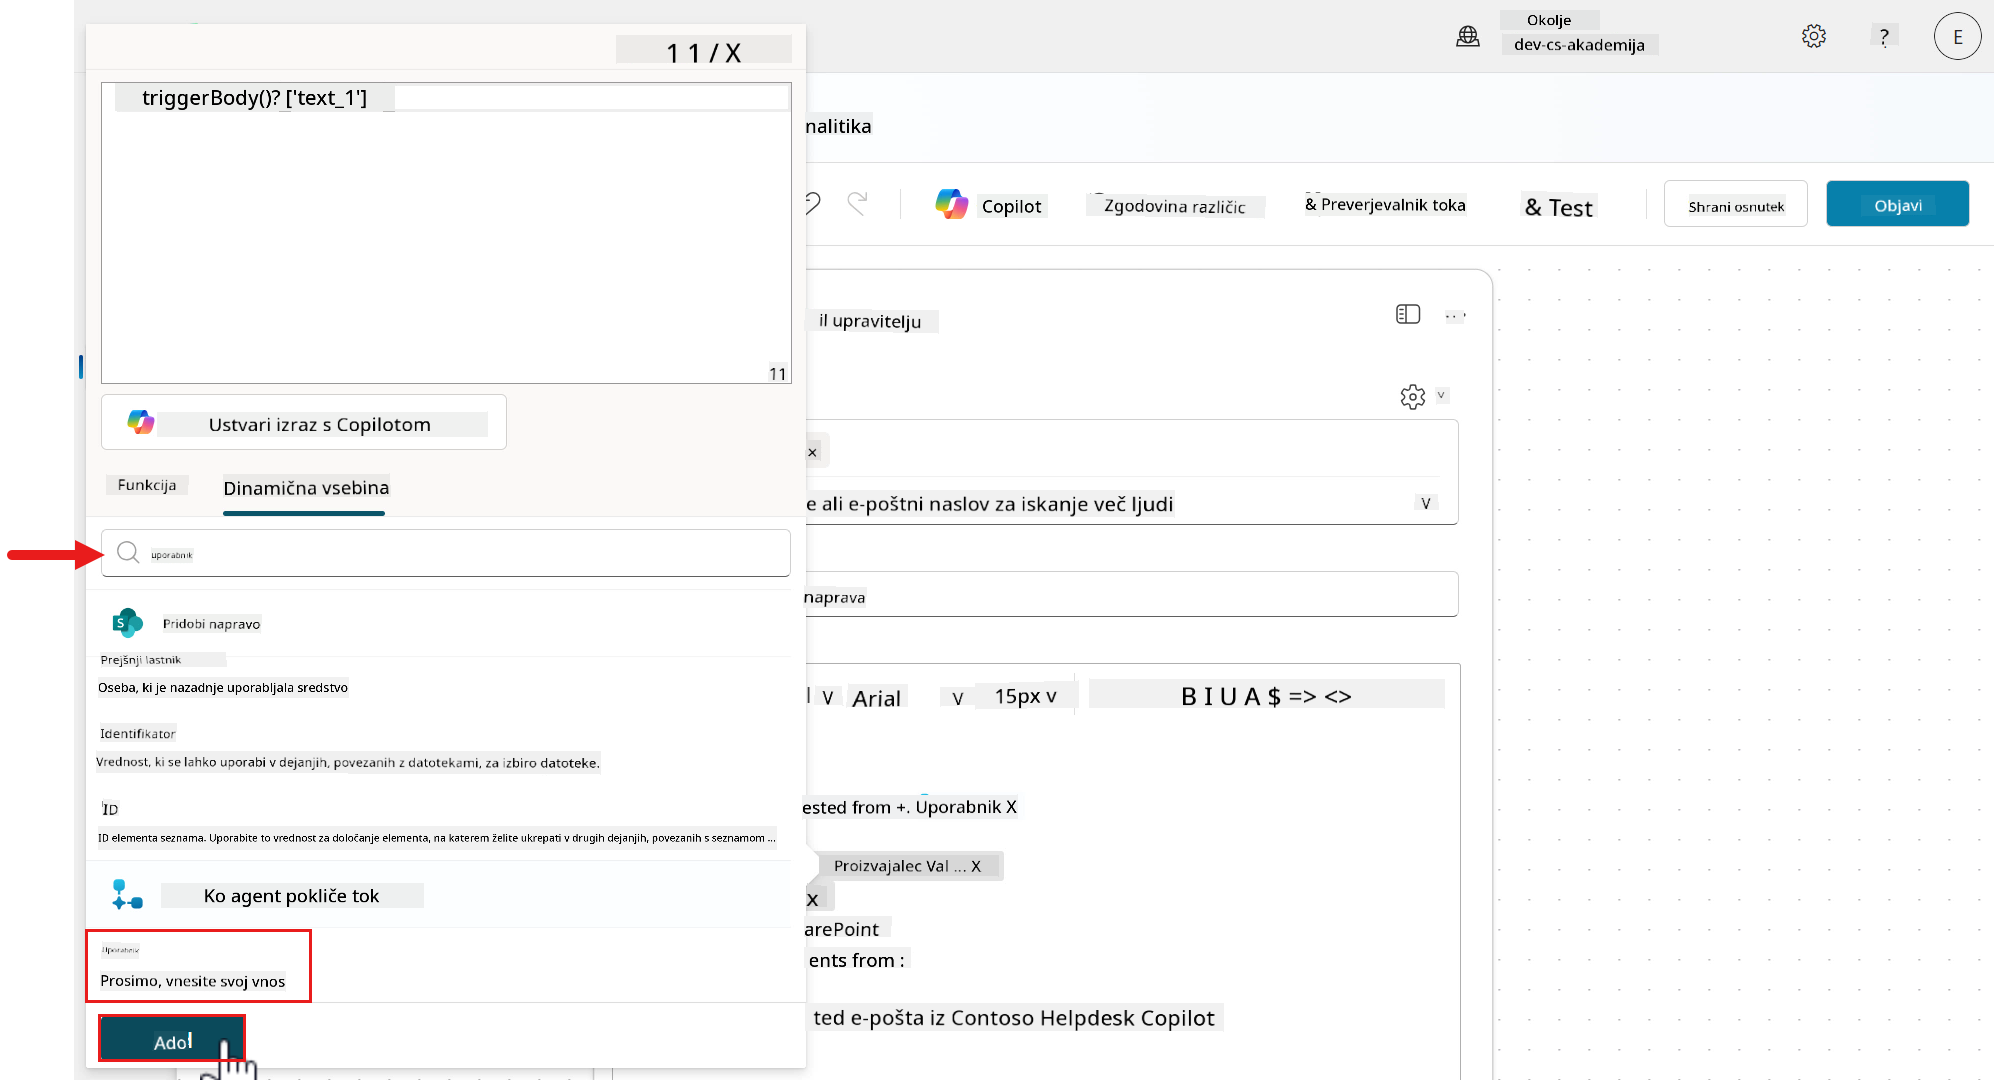 Okolje
dev-cs-akademija
?
E
1 1 / X
triggerBody()? ['text_1']
11
Ustvari izraz s Copilotom
Funkcija
Dinamična vsebina
uporabnik
Pridobi napravo
Prejšnji lastnik
Oseba, ki je nazadnje uporabljala sredstvo
Identifikator
Vrednost, ki se lahko uporabi v dejanjih, povezanih z datotekami, za izbiro datoteke.
ID
ID elementa seznama. Uporabite to vrednost za določanje elementa, na katerem želite ukrepati v drugih dejanjih, povezanih s seznamom ...
Ko agent pokliče tok
Uporabnik
Prosimo, vnesite svoj vnos
Ado!
nalitika
Copilot
Zgodovina različic
& Preverjevalnik toka
& Test
Shrani osnutek
Objavi
il upravitelju
x
e ali e-poštni naslov za iskanje več ljudi
V
naprava
V
Arial
V
15px v
B I U A $ => <>
ested from +. Uporabnik X
Proizvajalec Val ... X
x
arePoint
ents from :
ted e-pošta iz Contoso Helpdesk Copilot